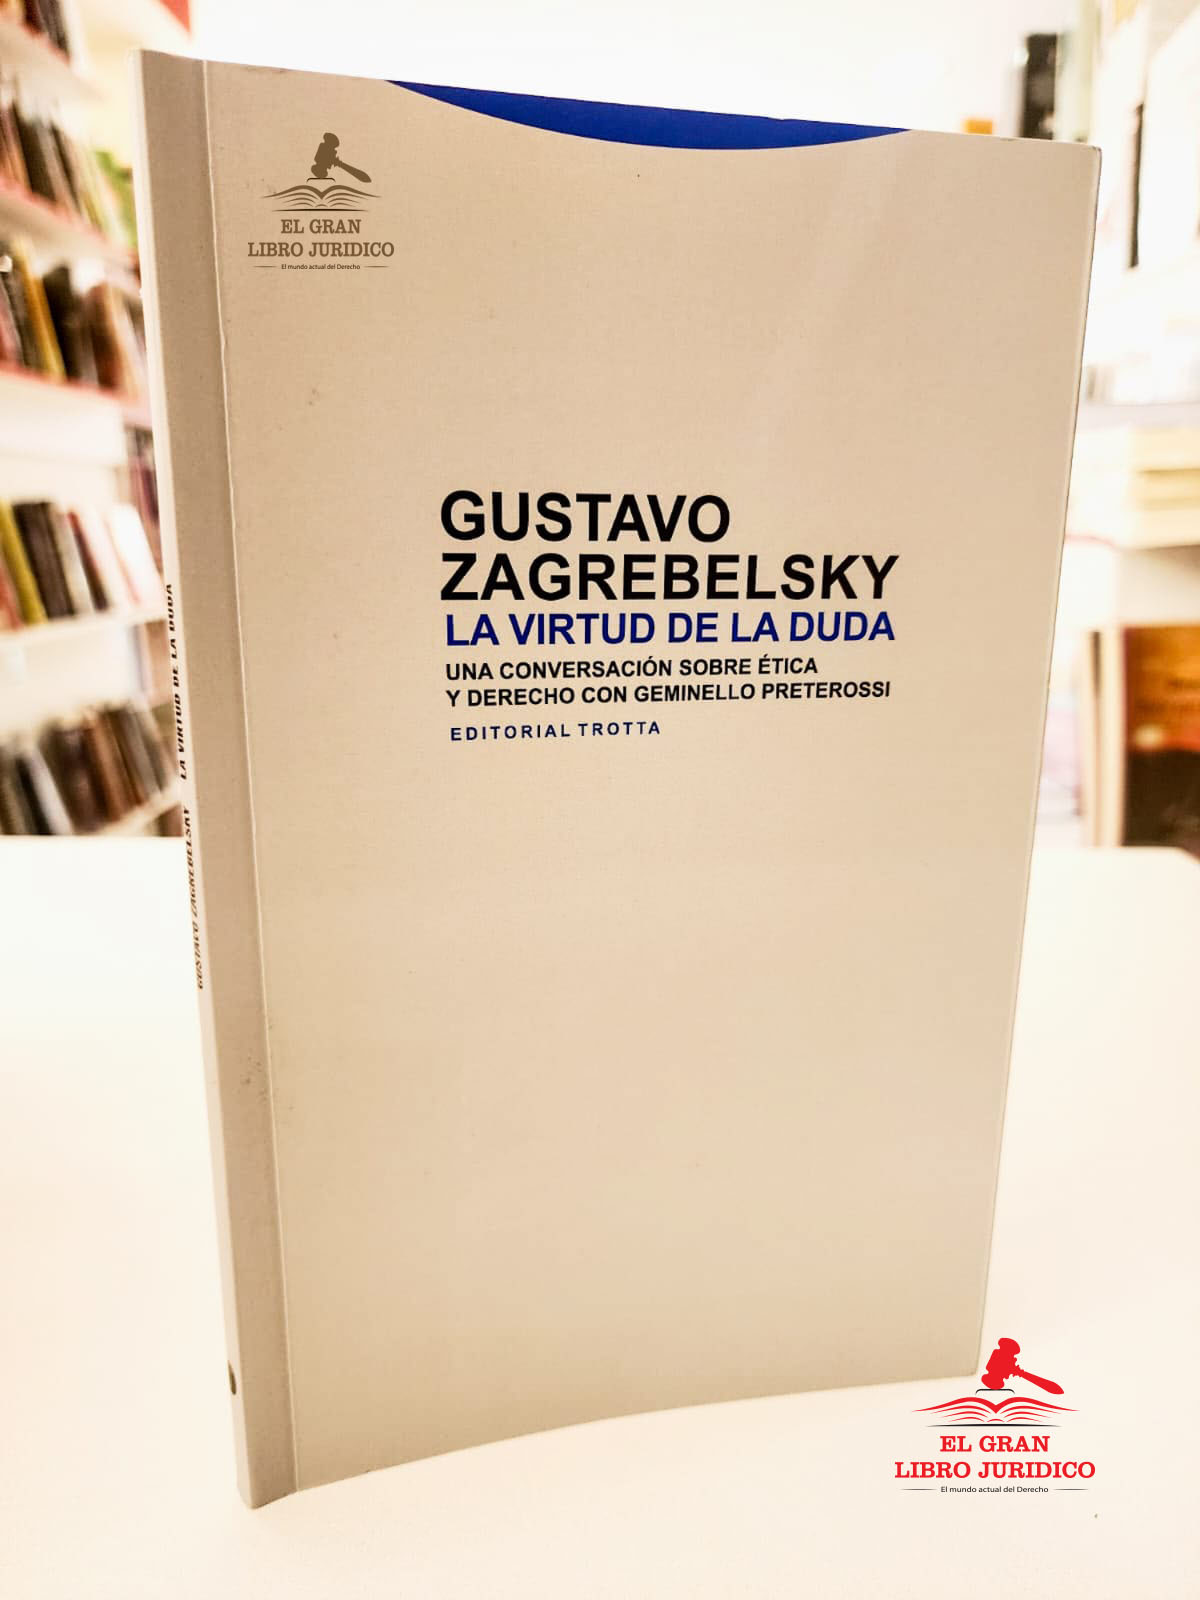 EL GRAN
LIBRO JURIDICO
El mundo actual del Derecho
GUSTAVO
ZAGREBELSKY
LA VIRTUD DE LA DUDA
UNA CONVERSACIÓN SOBRE ÉTICA
Y DERECHO CON GEMINELLO PRETEROSSI
EDITORIAL TROTTA
GUSTAVO ZAGREBELSKY LA VIRTUD DE LA DUDA
EL GRAN
LIBRO JURIDICO
El mundo actual del Derecho